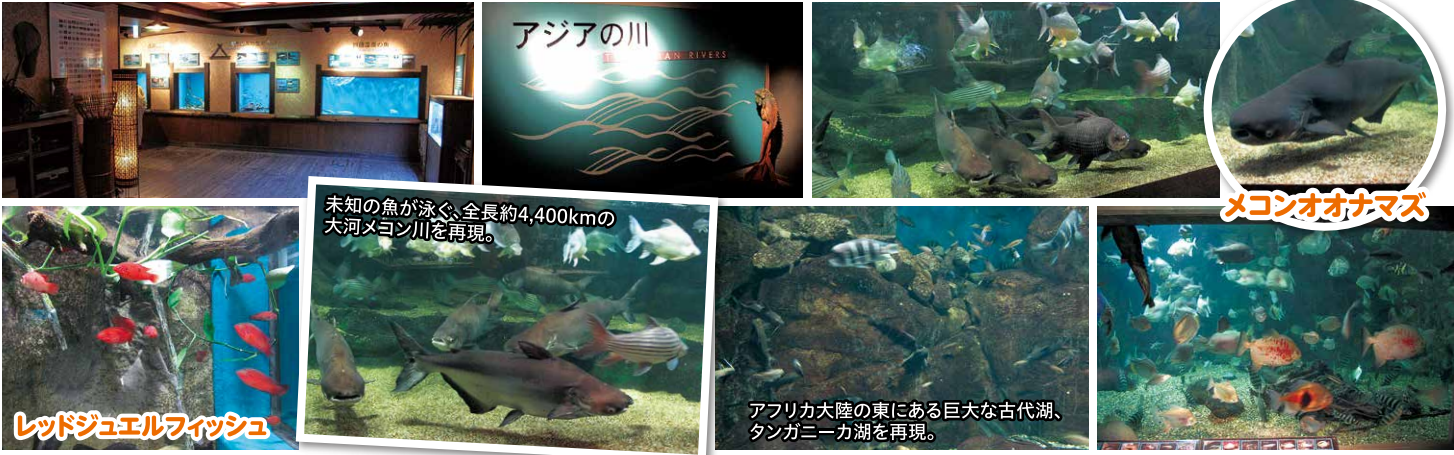 アジアの川
メコンオオナマズ
未知の魚が泳ぐ、全長約4,400kmの
大河メコン川を再現。
レッドジュエルフィッシュ
アフリカ大陸の東にある巨大な古代湖、
タンガニーカ湖を再現。